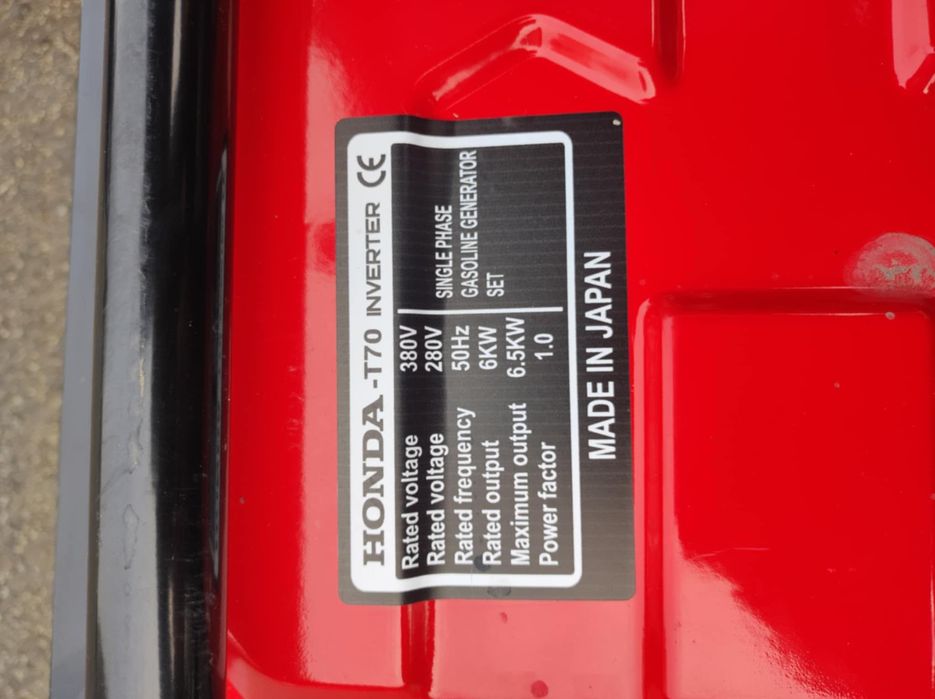 HONDA-T70 INVERTER CE
Rated voltage 380V
Rated voltage 280V
Rated frequency 50Hz
Rated output 6KW
Maximum output 6.5KW
Power factor 1.0
SINGLE PHASE
GASOLINE GENERATOR
SET
MADE IN JAPAN